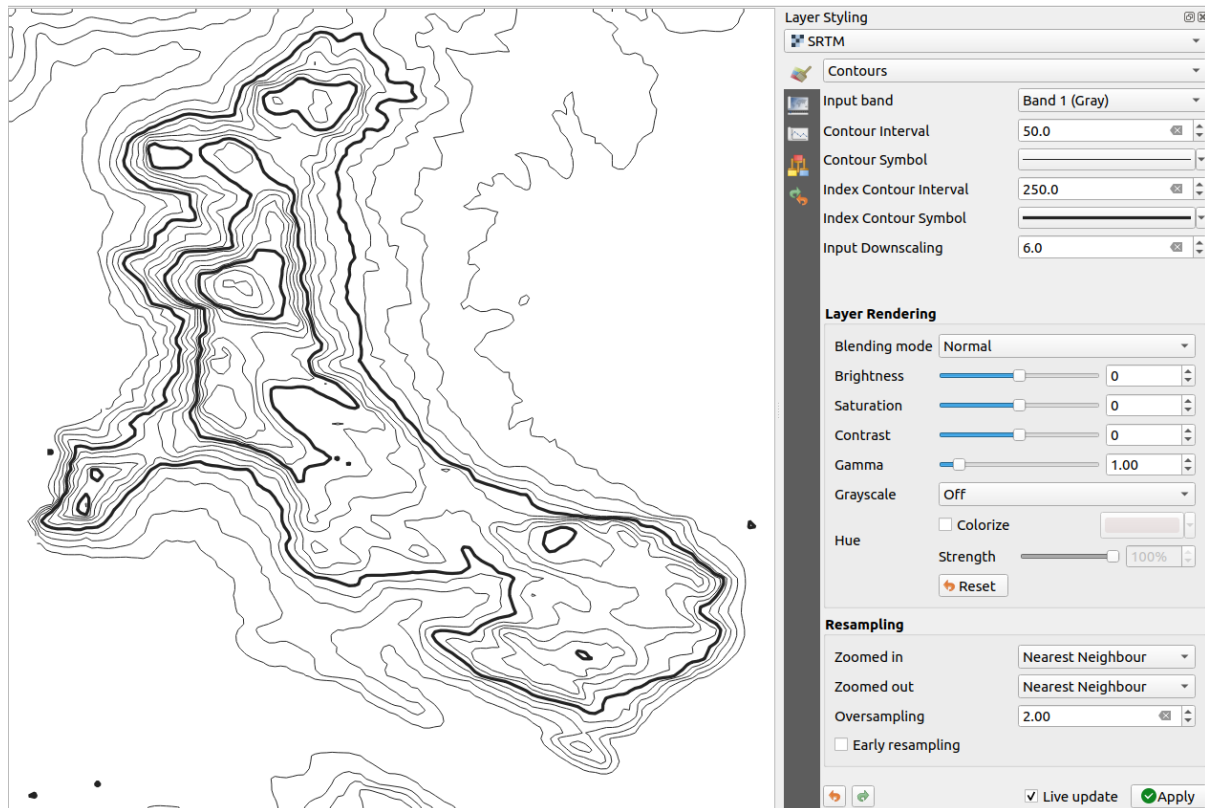 Layer Styling
SRTM
Contours
Input band Band 1 (Gray)
Contour Interval 50.0
Contour Symbol
Index Contour Interval 250.0
Index Contour Symbol
Input Downscaling 6.0
Layer Rendering
Blending mode Normal
Brightness 0
Saturation 0
Contrast 0
Gamma 1.00
Grayscale Off
Hue Colorize
Strength 100%
Reset
Resampling
Zoomed in Nearest Neighbour
Zoomed out Nearest Neighbour
Oversampling 2.00
Early resampling
Live update Apply